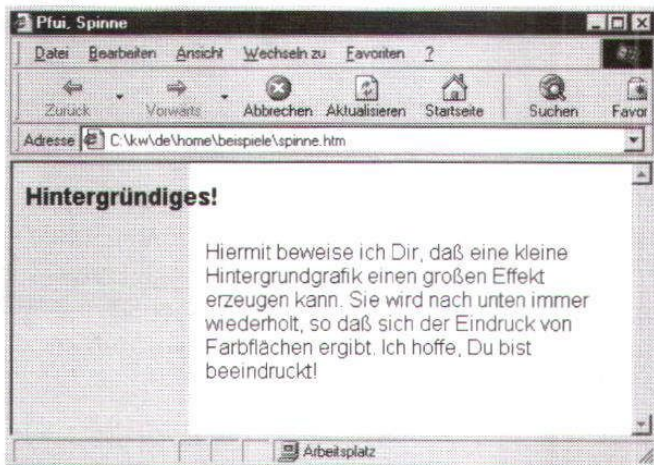 Pfui, Spinne
Datei Bearbeiten Ansicht Wechseln zu Favoriten ?
Zurück Vorwärts Abbrechen Aktualisieren Startseite Suchen Favor
Adresse C:\kw\de\home\beispiele\spinne.htm
Hintergründiges!
Hiermit beweise ich Dir, daß eine kleine
Hintergrundgrafik einen großen Effekt
erzeugen kann. Sie wird nach unten immer
wiederholt, so daß sich der Eindruck von
Farbflächen ergibt. Ich hoffe, Du bist
beeindruckt!
Arbeitsplatz